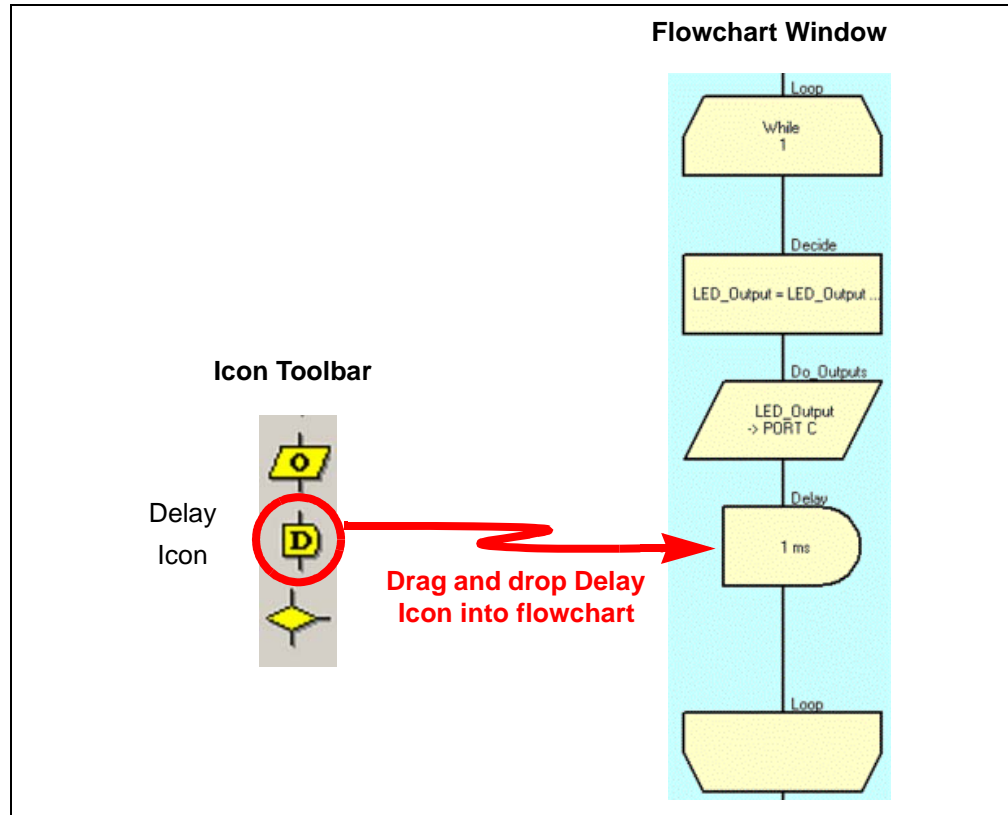 Flowchart Window
Loop
While
1
Decide
LED_Output = LED_Output ...
Do_Outputs
LED_Output
-> PORT C
Icon Toolbar
O
Delay
Icon
D
Drag and drop Delay
Icon into flowchart
Delay
1 ms
Loop